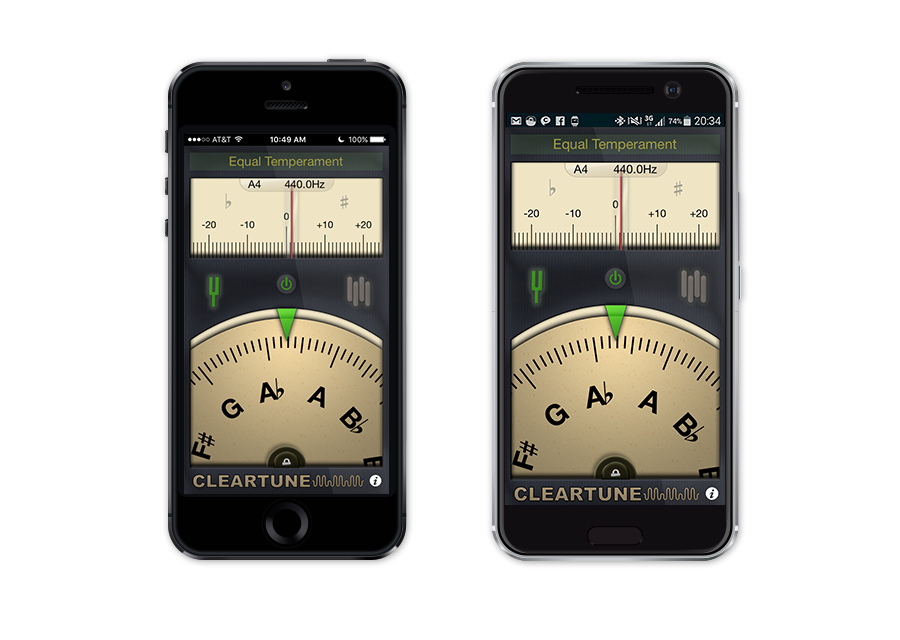 AT&T 10:49 AM 100%
Equal Temperament
A4 440.0Hz
♭ ♯
-20 -10 0 +10 +20
G A♭ A B♭
F♯
CLEARTUNE
i
3G 74% 20:34
Equal Temperament
A4 440.0Hz
♭ ♯
-20 -10 0 +10 +20
G A♭ A B♭
F♯
CLEARTUNE
i